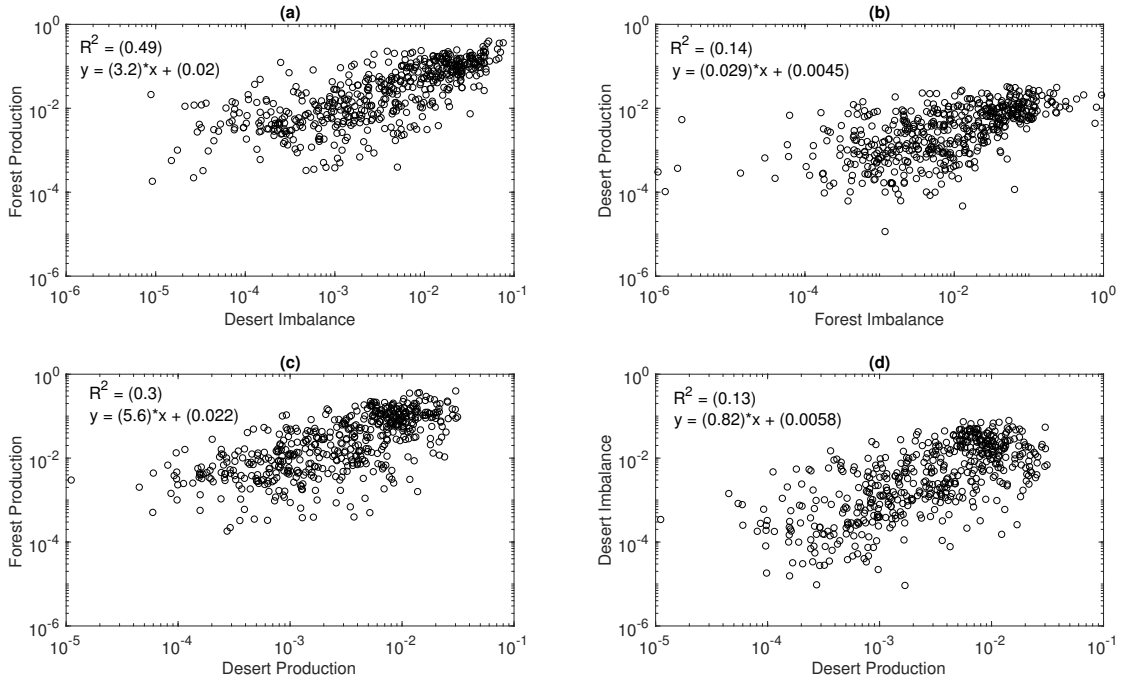 (a)
R² = (0.49)
y = (3.2)*x + (0.02)
Forest Production
10⁰
10⁻²
10⁻⁴
10⁻⁶
10⁻⁶ 10⁻⁵ 10⁻⁴ 10⁻³ 10⁻² 10⁻¹
Desert Imbalance
(b)
R² = (0.14)
y = (0.029)*x + (0.0045)
Desert Production
10⁰
10⁻²
10⁻⁴
10⁻⁶
10⁻⁶ 10⁻⁴ 10⁻² 10⁰
Forest Imbalance
(c)
R² = (0.3)
y = (5.6)*x + (0.022)
Forest Production
10⁰
10⁻²
10⁻⁴
10⁻⁶
10⁻⁵ 10⁻⁴ 10⁻³ 10⁻² 10⁻¹
Desert Production
(d)
R² = (0.13)
y = (0.82)*x + (0.0058)
Desert Imbalance
10⁰
10⁻²
10⁻⁴
10⁻⁶
10⁻⁵ 10⁻⁴ 10⁻³ 10⁻² 10⁻¹
Desert Production